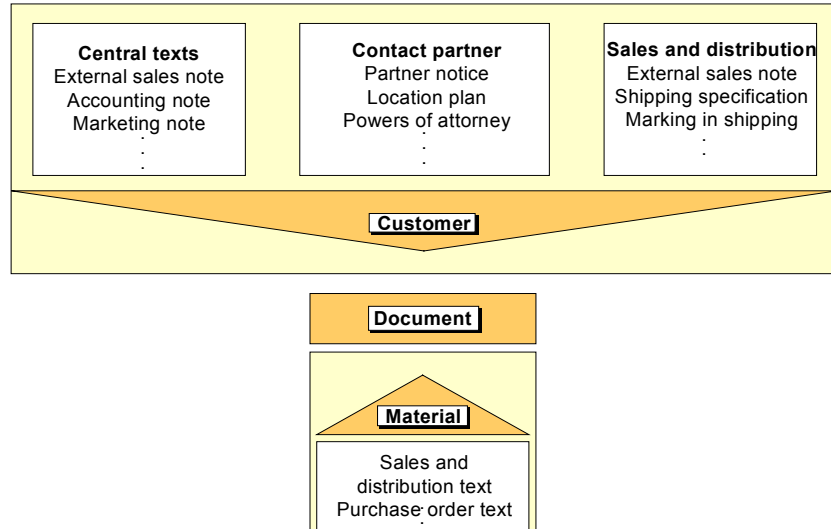 Central texts
External sales note
Accounting note
Marketing note
.
.
.
Contact partner
Partner notice
Location plan
Powers of attorney
.
.
.
Sales and distribution
External sales note
Shipping specification
Marking in shipping
.
.
Customer
Document
Material
Sales and
distribution text
Purchase order text
.
.